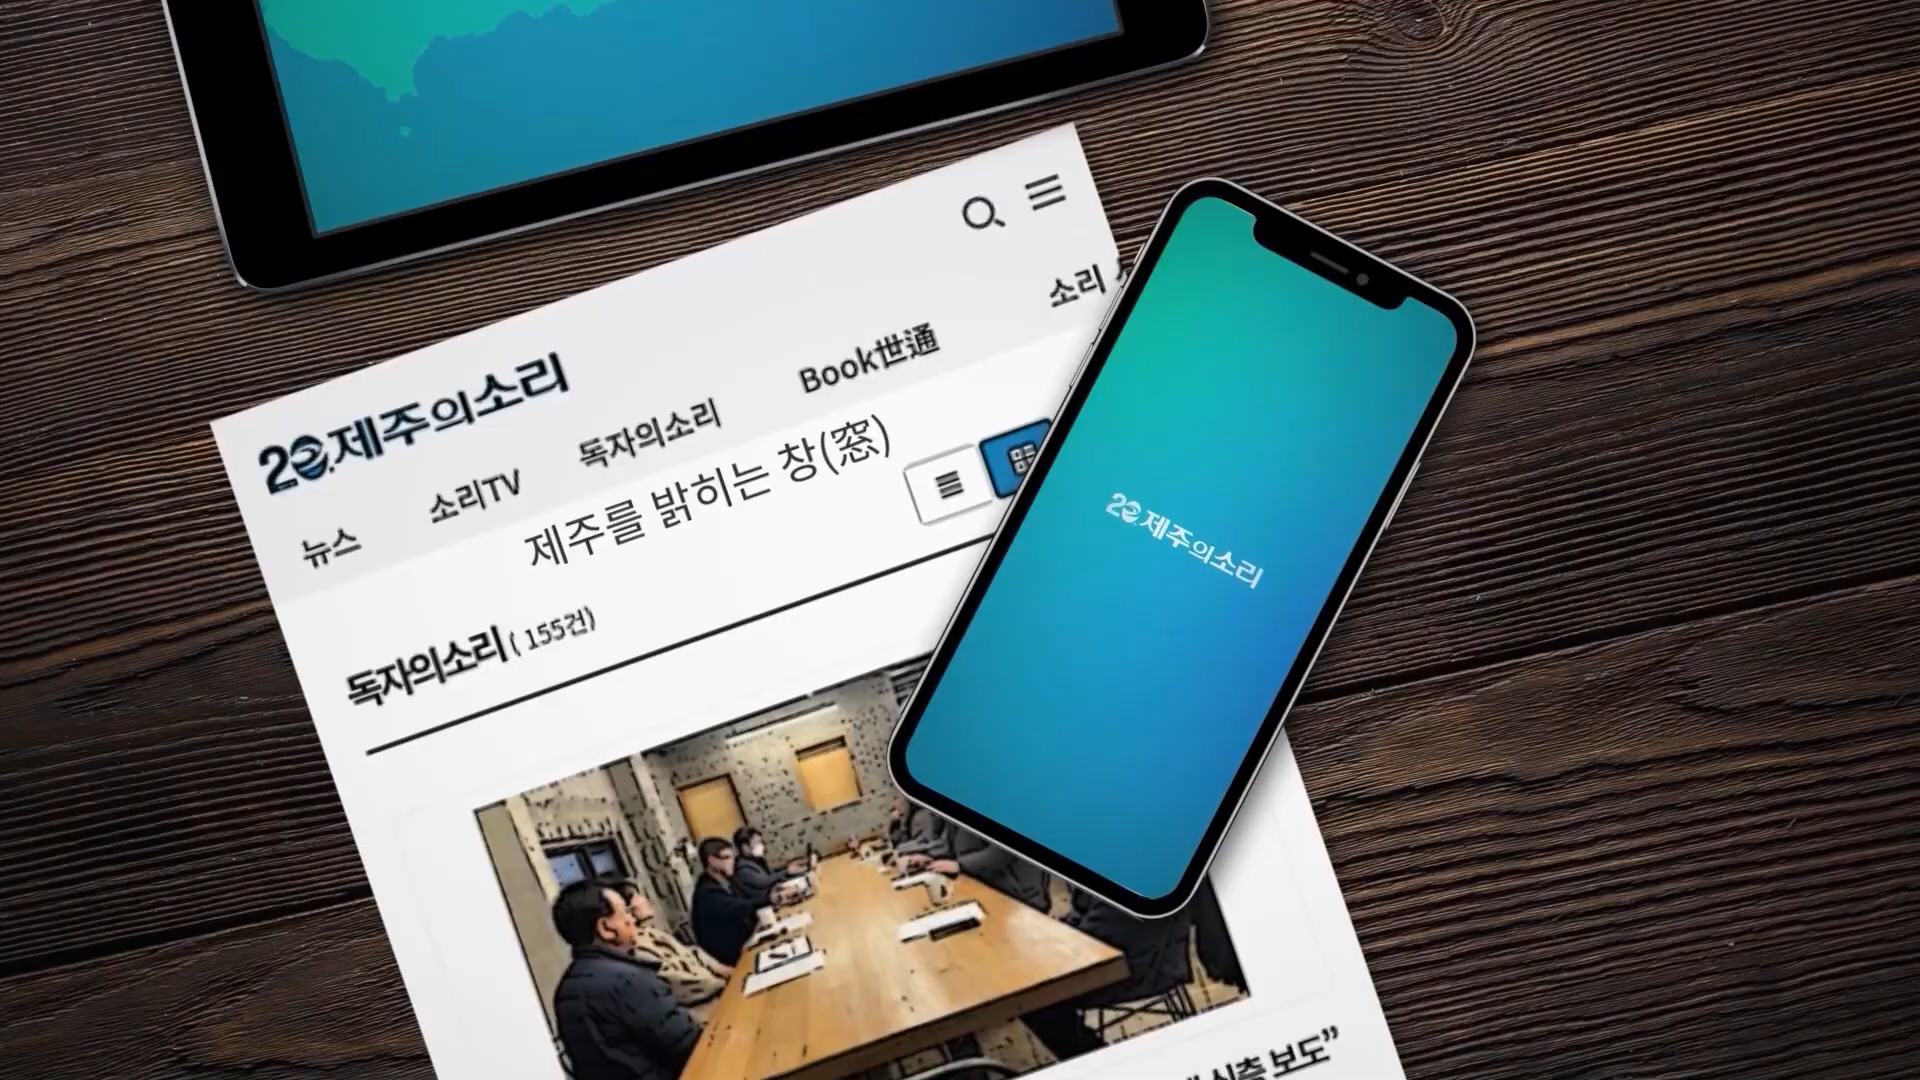 20.제주의소리
뉴스
소리TV
독자의소리
Book世通
소리
제주를 밝히는 창(窓)
독자의소리( 155건)
심층 보도”
20.제주의소리